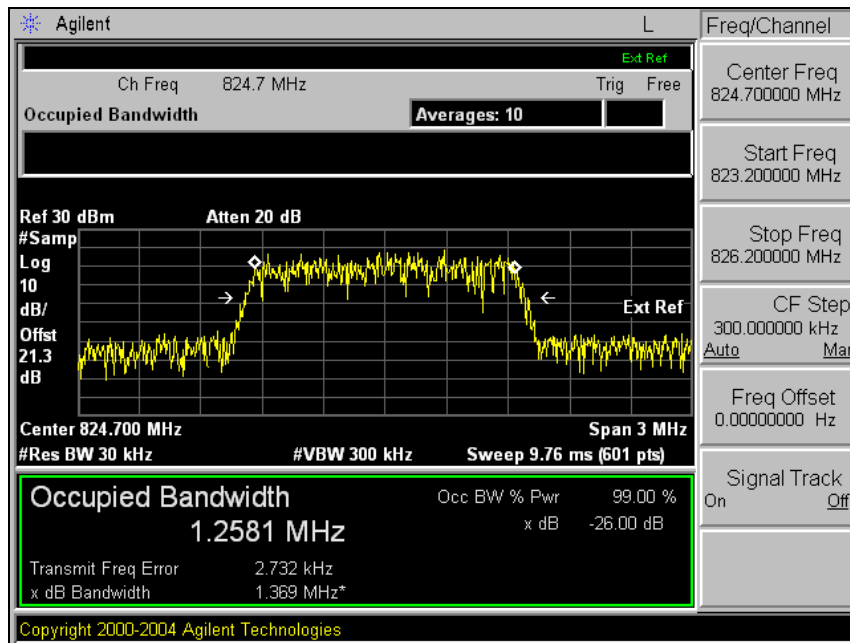 Agilent L Freq/Channel
Ext Ref
Ch Freq 824.7 MHz Trig Free
Occupied Bandwidth Averages: 10
Center Freq
824.700000 MHz
Start Freq
823.200000 MHz
Stop Freq
826.200000 MHz
CF Step
300.000000 kHz
Auto Mar
Freq Offset
0.00000000 Hz
Signal Track
On Off
Ref 30 dBm Atten 20 dB
#Samp
Log
10
dB/
Offst
21.3
dB
Ext Ref
Center 824.700 MHz Span 3 MHz
#Res BW 30 kHz #VBW 300 kHz Sweep 9.76 ms (601 pts)
Occupied Bandwidth Occ BW % Pwr 99.00 %
1.2581 MHz x dB -26.00 dB
Transmit Freq Error 2.732 kHz
x dB Bandwidth 1.369 MHz*
Copyright 2000-2004 Agilent Technologies